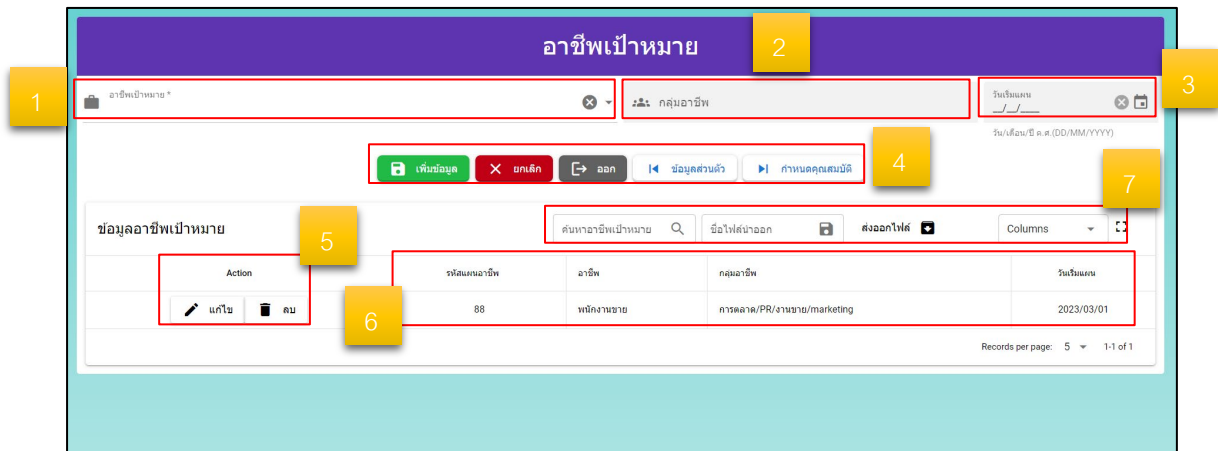 อาชีพเป้าหมาย
2
1
อาชีพเป้าหมาย *
กลุ่มอาชีพ
วันเริ่มแผน
__/__/____
3
วัน/เดือน/ปี ค.ศ.(DD/MM/YYYY)
เพิ่มข้อมูล
ยกเลิก
ออก
ข้อมูลส่วนตัว
กำหนดคุณสมบัติ
4
7
ข้อมูลอาชีพเป้าหมาย
5
ค้นหาอาชีพเป้าหมาย
ชื่อไฟล์นำออก
ส่งออกไฟล์
Columns
Action
รหัสแผนอาชีพ
อาชีพ
กลุ่มอาชีพ
วันเริ่มแผน
แก้ไข
ลบ
6
88
พนักงานขาย
การตลาด/PR/งานขาย/marketing
2023/03/01
Records per page: 5
1-1 of 1